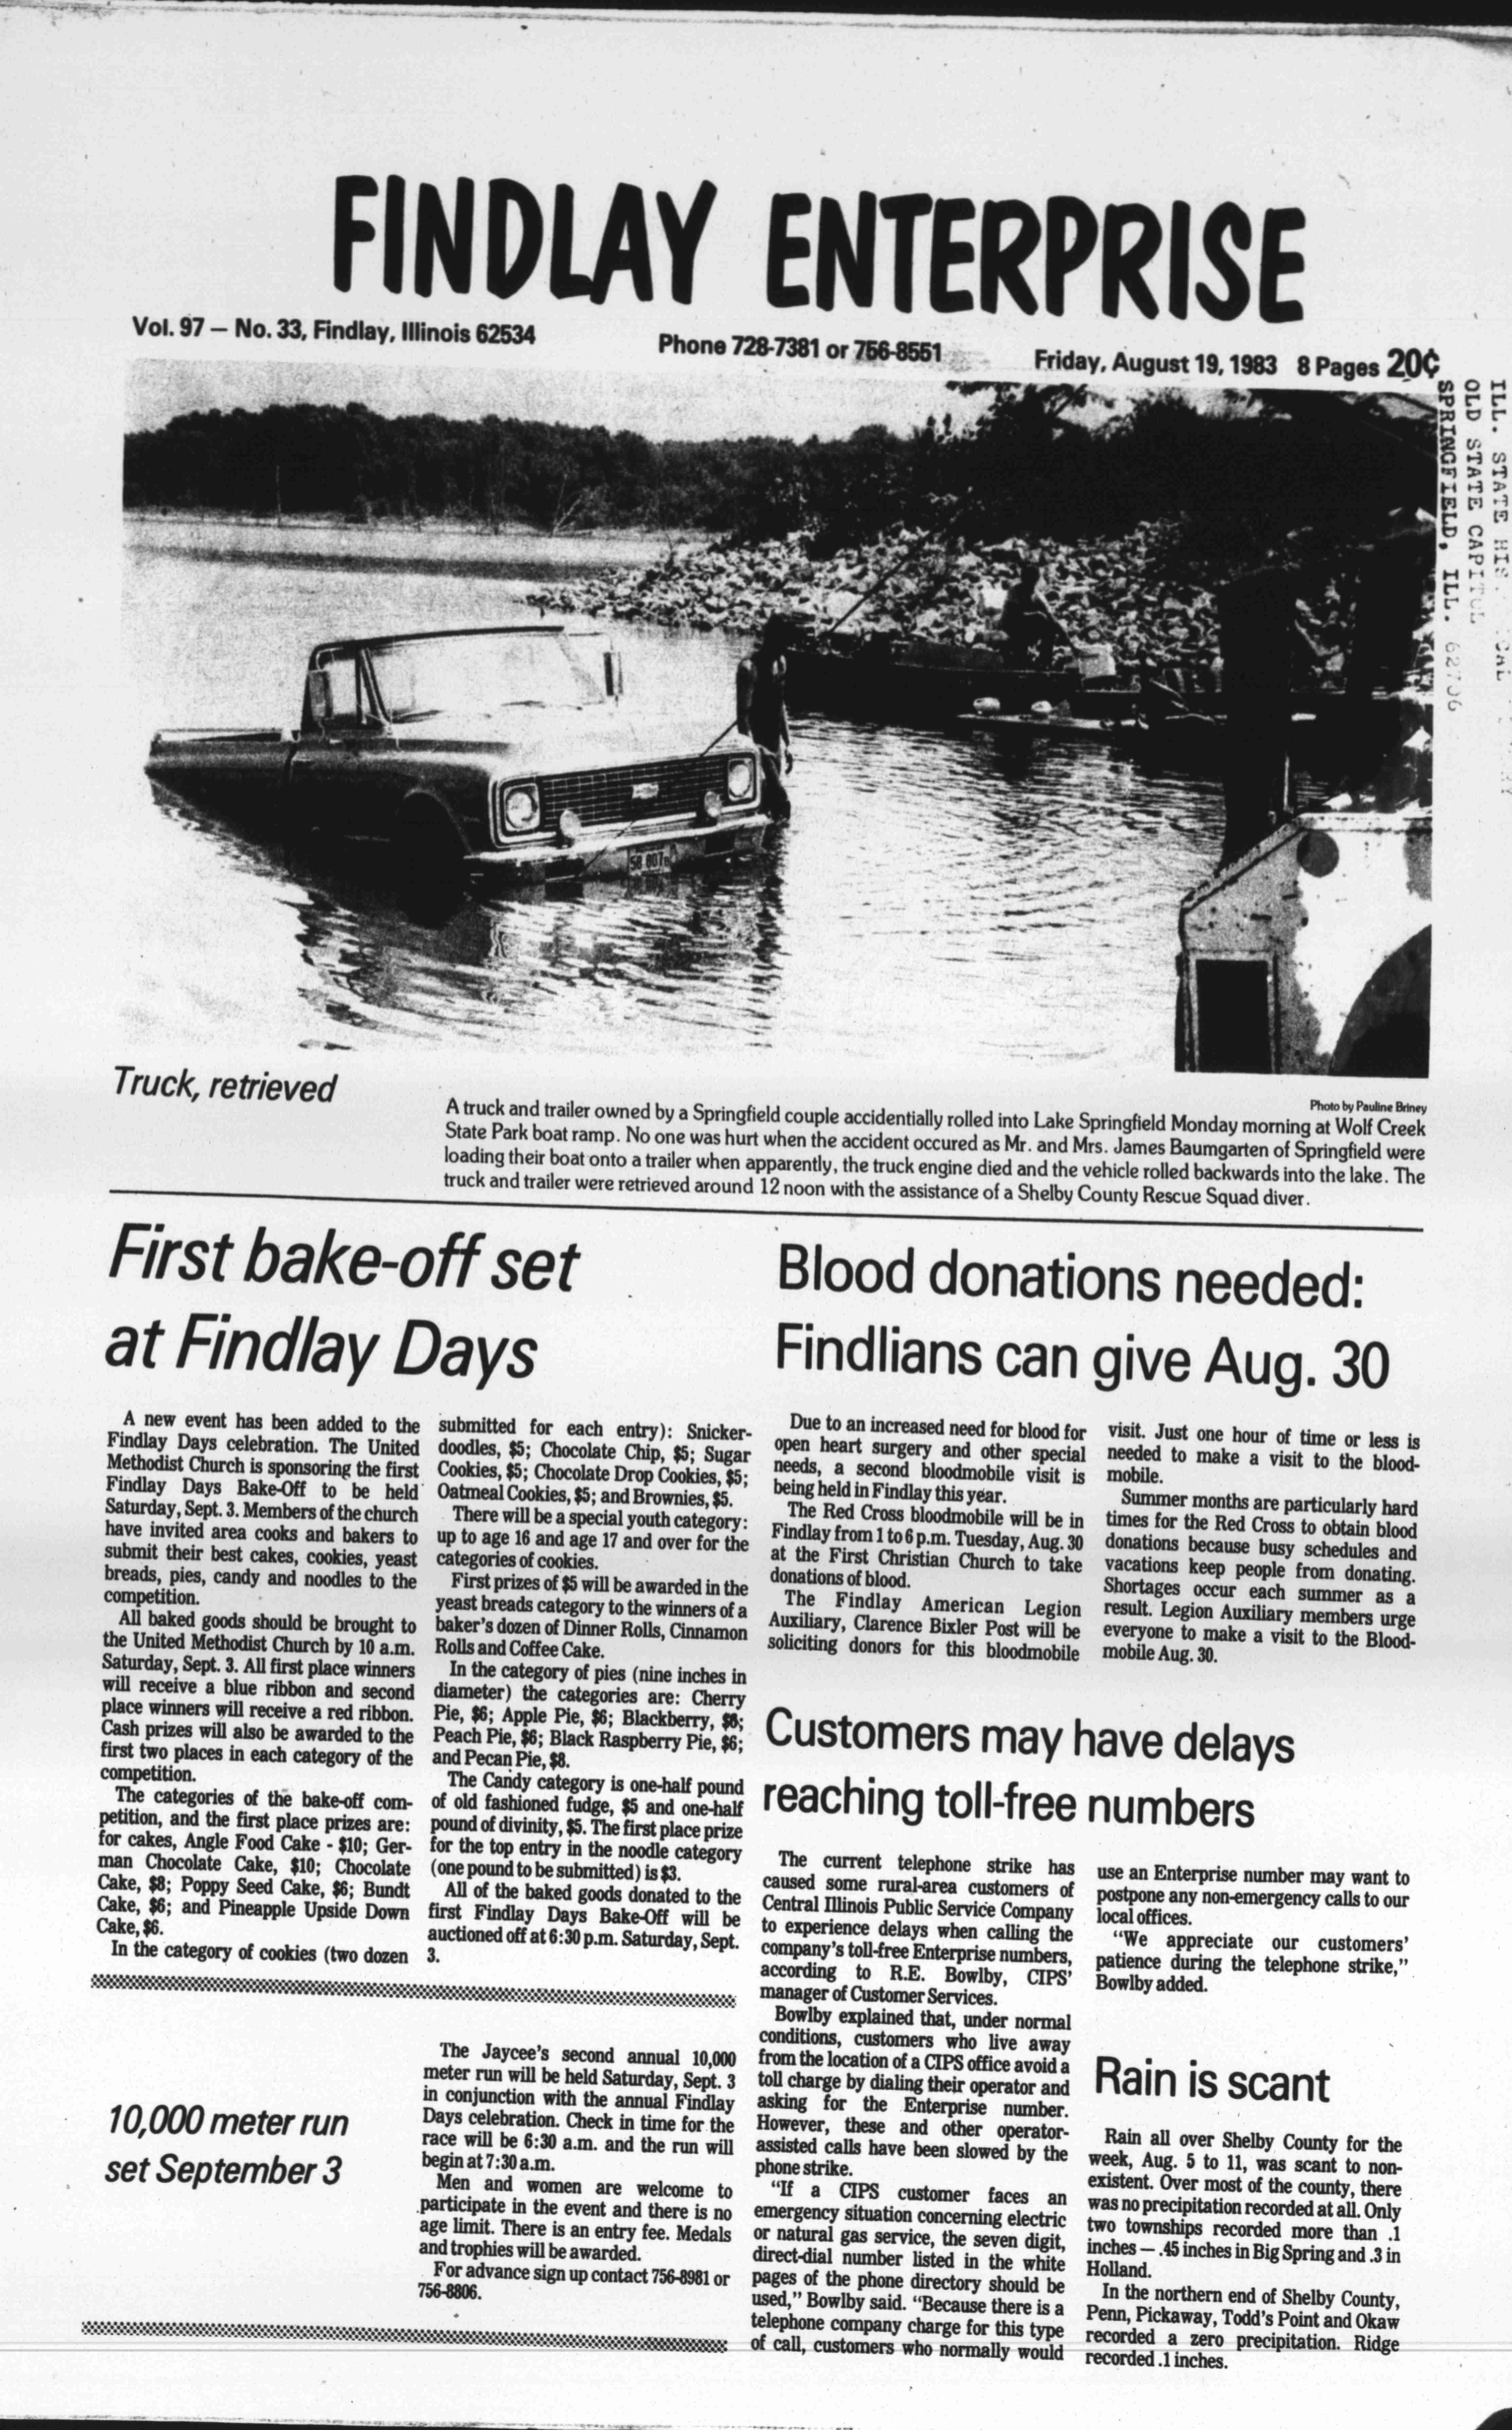 FINDLAY ENTERPRISE
Vol. 97 — No. 33, Findlay, Illinois 62534
Phone 728-7381 or 756-8551
Friday, August 19, 1983 8 Pages 20¢
ILL. STATE
OLD STATE CAPITOL
SPRINGFIELD, ILL. 62706
Truck, retrieved
Photo by Pauline Briney
A truck and trailer owned by a Springfield couple accidentially rolled into Lake Springfield Monday morning at Wolf Creek
State Park boat ramp. No one was hurt when the accident occured as Mr. and Mrs. James Baumgarten of Springfield were
loading their boat onto a trailer when apparently, the truck engine died and the vehicle rolled backwards into the lake. The
truck and trailer were retrieved around 12 noon with the assistance of a Shelby County Rescue Squad diver.
First bake-off set
at Findlay Days
A new event has been added to the
Findlay Days celebration. The United
Methodist Church is sponsoring the first
Findlay Days Bake-Off to be held
Saturday, Sept. 3. Members of the church
have invited area cooks and bakers to
submit their best cakes, cookies, yeast
breads, pies, candy and noodles to the
competition.
All baked goods should be brought to
the United Methodist Church by 10 a.m.
Saturday, Sept. 3. All first place winners
will receive a blue ribbon and second
place winners will receive a red ribbon.
Cash prizes will also be awarded to the
first two places in each category of the
competition.
The categories of the bake-off com-
petition, and the first place prizes are:
for cakes, Angle Food Cake - $10; Ger-
man Chocolate Cake, $10; Chocolate
Cake, $8; Poppy Seed Cake, $6; Bundt
Cake, $6; and Pineapple Upside Down
Cake, $6.
In the category of cookies (two dozen
submitted for each entry): Snicker-
doodles, $5; Chocolate Chip, $5; Sugar
Cookies, $5; Chocolate Drop Cookies, $5;
Oatmeal Cookies, $5; and Brownies, $5.
There will be a special youth category:
up to age 16 and age 17 and over for the
categories of cookies.
First prizes of $5 will be awarded in the
yeast breads category to the winners of a
baker's dozen of Dinner Rolls, Cinnamon
Rolls and Coffee Cake.
In the category of pies (nine inches in
diameter) the categories are: Cherry
Pie, $6; Apple Pie, $6; Blackberry, $6;
Peach Pie, $6; Black Raspberry Pie, $6;
and Pecan Pie, $8.
The Candy category is one-half pound
of old fashioned fudge, $5 and one-half
pound of divinity, $5. The first place prize
for the top entry in the noodle category
(one pound to be submitted) is $3.
All of the baked goods donated to the
first Findlay Days Bake-Off will be
auctioned off at 6:30 p.m. Saturday, Sept.
3.
10,000 meter run
set September 3
The Jaycee's second annual 10,000
meter run will be held Saturday, Sept. 3
in conjunction with the annual Findlay
Days celebration. Check in time for the
race will be 6:30 a.m. and the run will
begin at 7:30 a.m.
Men and women are welcome to
participate in the event and there is no
age limit. There is an entry fee. Medals
and trophies will be awarded.
For advance sign up contact 756-8981 or
756-8806.
Blood donations needed:
Findlians can give Aug. 30
Due to an increased need for blood for
open heart surgery and other special
needs, a second bloodmobile visit is
being held in Findlay this year.
The Red Cross bloodmobile will be in
Findlay from 1 to 6 p.m. Tuesday, Aug. 30
at the First Christian Church to take
donations of blood.
The Findlay American Legion
Auxiliary, Clarence Bixler Post will be
soliciting donors for this bloodmobile
visit. Just one hour of time or less is
needed to make a visit to the blood-
mobile.
Summer months are particularly hard
times for the Red Cross to obtain blood
donations because busy schedules and
vacations keep people from donating.
Shortages occur each summer as a
result. Legion Auxiliary members urge
everyone to make a visit to the Blood-
mobile Aug. 30.
Customers may have delays
reaching toll-free numbers
The current telephone strike has
caused some rural-area customers of
Central Illinois Public Service Company
to experience delays when calling the
company's toll-free Enterprise numbers,
according to R.E. Bowlby, CIPS'
manager of Customer Services.
Bowlby explained that, under normal
conditions, customers who live away
from the location of a CIPS office avoid a
toll charge by dialing their operator and
asking for the Enterprise number.
However, these and other operator-
assisted calls have been slowed by the
phone strike.
"If a CIPS customer faces an
emergency situation concerning electric
or natural gas service, the seven digit,
direct-dial number listed in the white
pages of the phone directory should be
used," Bowlby said. "Because there is a
telephone company charge for this type
of call, customers who normally would
use an Enterprise number may want to
postpone any non-emergency calls to our
local offices.
"We appreciate our customers'
patience during the telephone strike,"
Bowlby added.
Rain is scant
Rain all over Shelby County for the
week, Aug. 5 to 11, was scant to non-
existent. Over most of the county, there
was no precipitation recorded at all. Only
two townships recorded more than .1
inches — .45 inches in Big Spring and .3 in
Holland.
In the northern end of Shelby County,
Penn, Pickaway, Todd's Point and Okaw
recorded a zero precipitation. Ridge
recorded .1 inches.